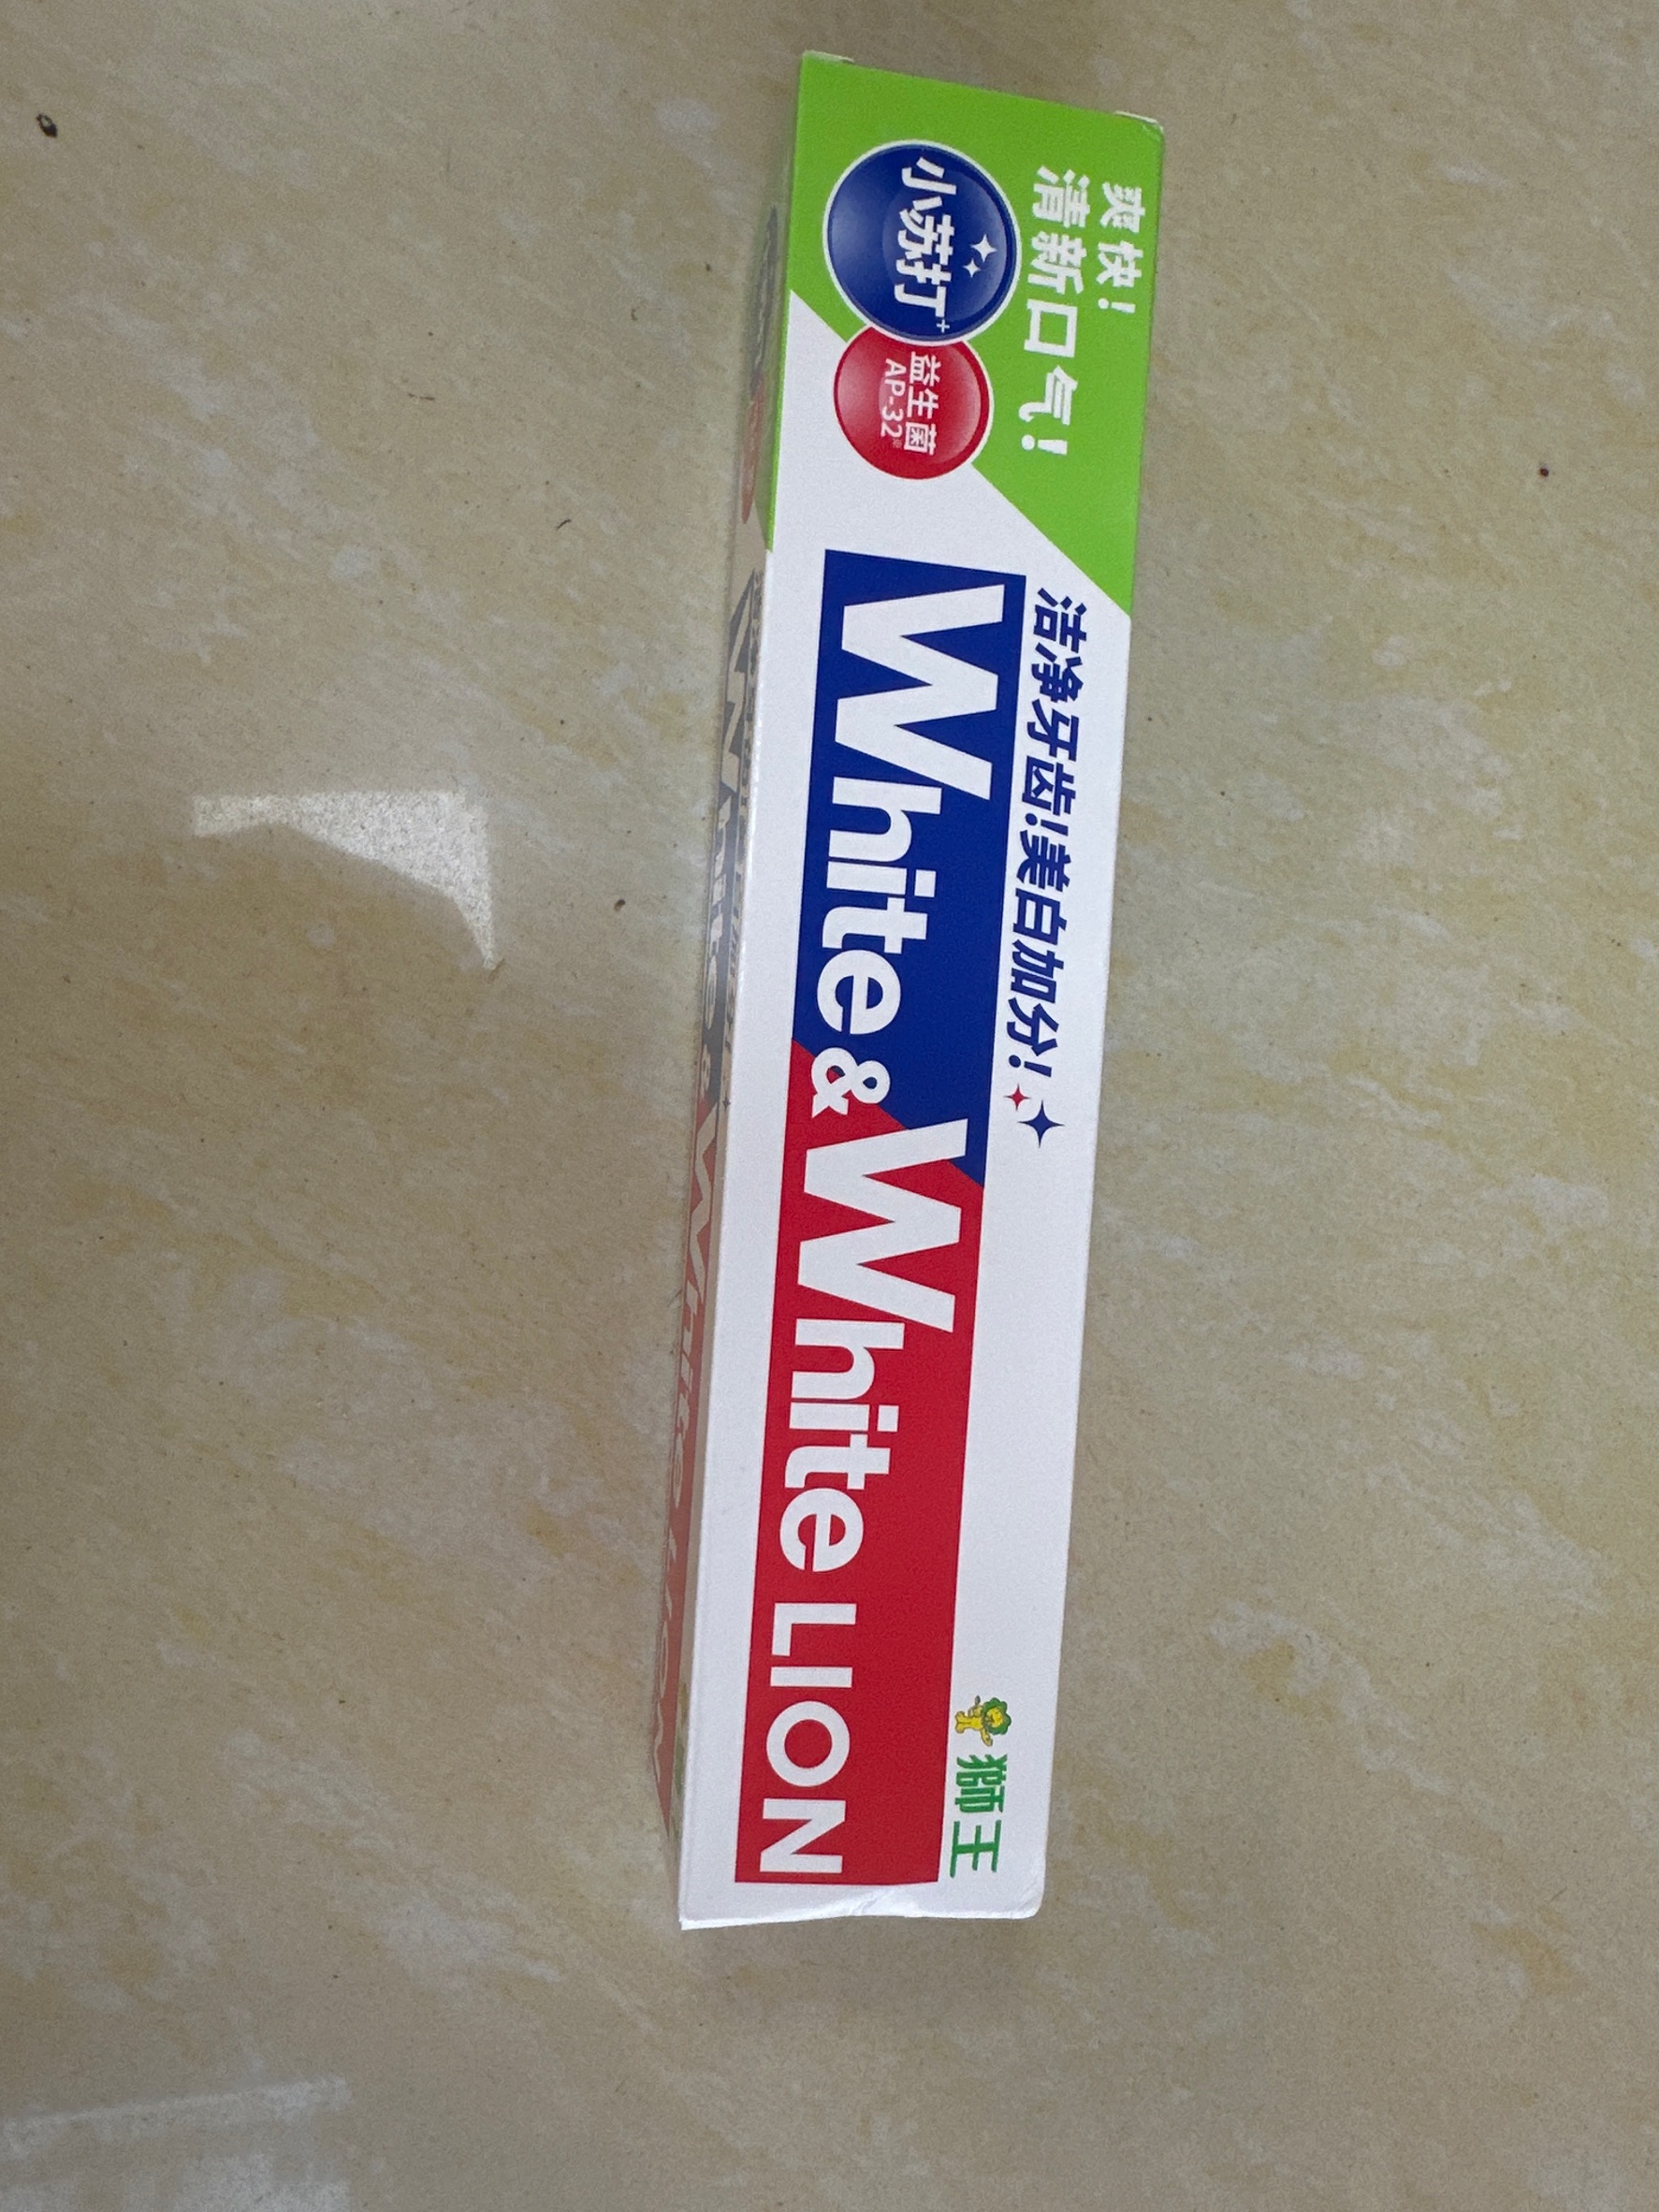 爽快!
清新口气!
小苏打+
益生菌
AP-32※
洁净牙齿!美白加分!
White & White LION
獅王